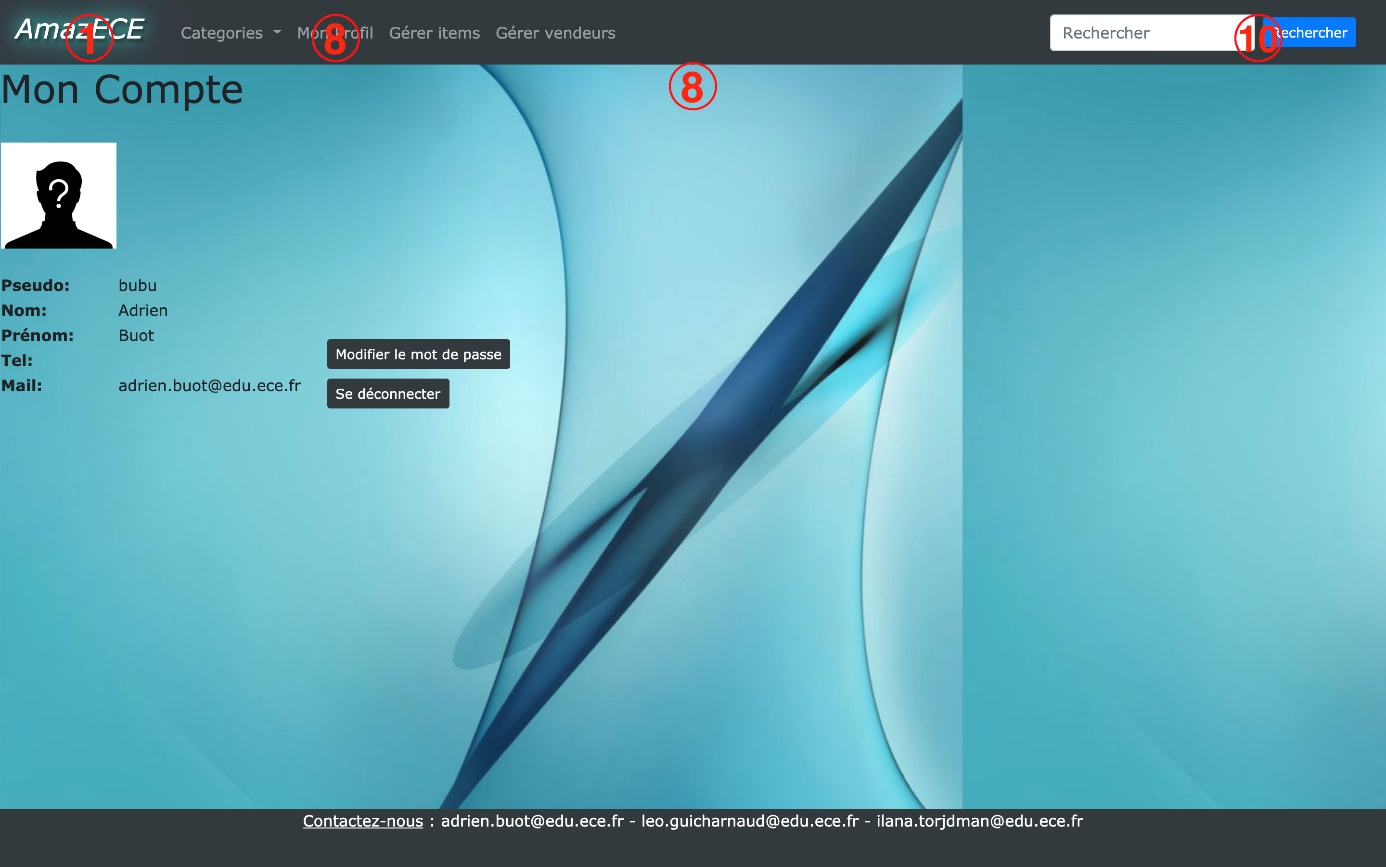 AmazECE Categories Mon Profil Gérer items Gérer vendeurs Rechercher Rechercher
1 8 10
8
Mon Compte
?
Pseudo: bubu
Nom: Adrien
Prénom: Buot
Tel:
Mail: adrien.buot@edu.ece.fr
Modifier le mot de passe
Se déconnecter
Contactez-nous : adrien.buot@edu.ece.fr - leo.guicharnaud@edu.ece.fr - ilana.torjdman@edu.ece.fr